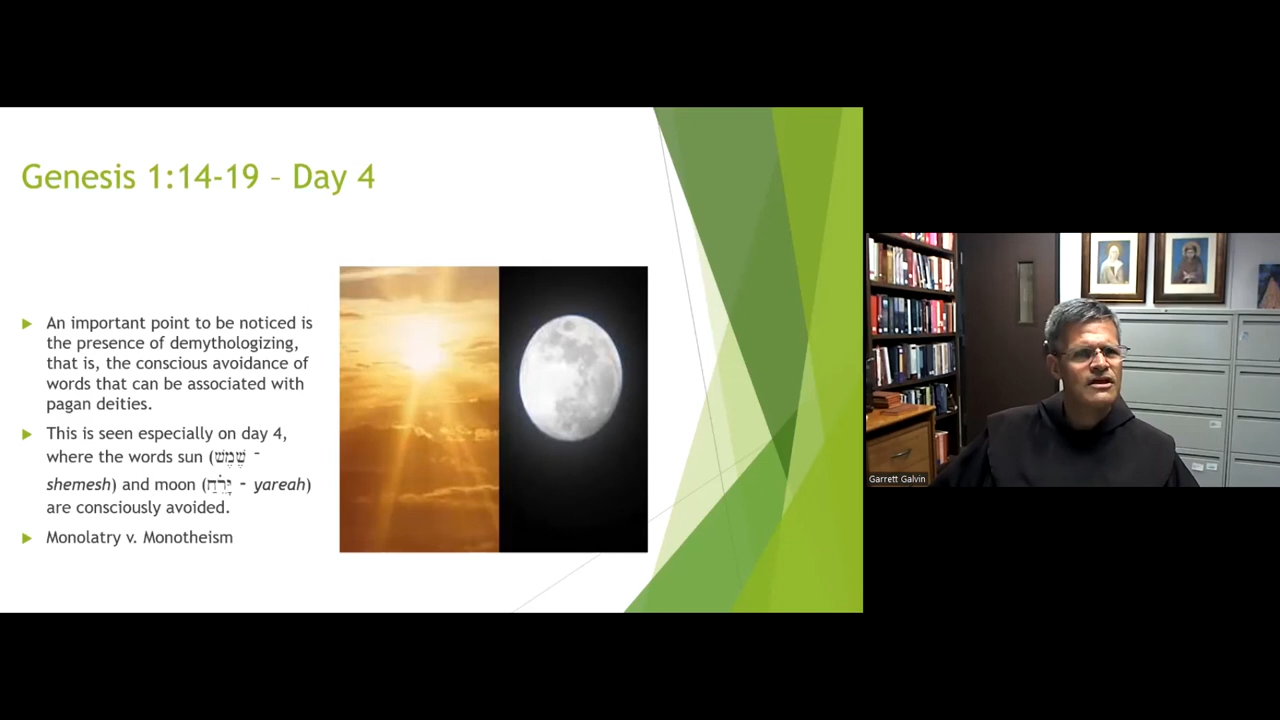 Genesis 1:14-19 – Day 4
An important point to be noticed is
the presence of demythologizing,
that is, the conscious avoidance of
words that can be associated with
pagan deities.
This is seen especially on day 4,
where the words sun (שֶׁמֶשׁ -
shemesh) and moon (יָרֵחַ - yareah)
are consciously avoided.
Monolatry v. Monotheism
Garrett Galvin